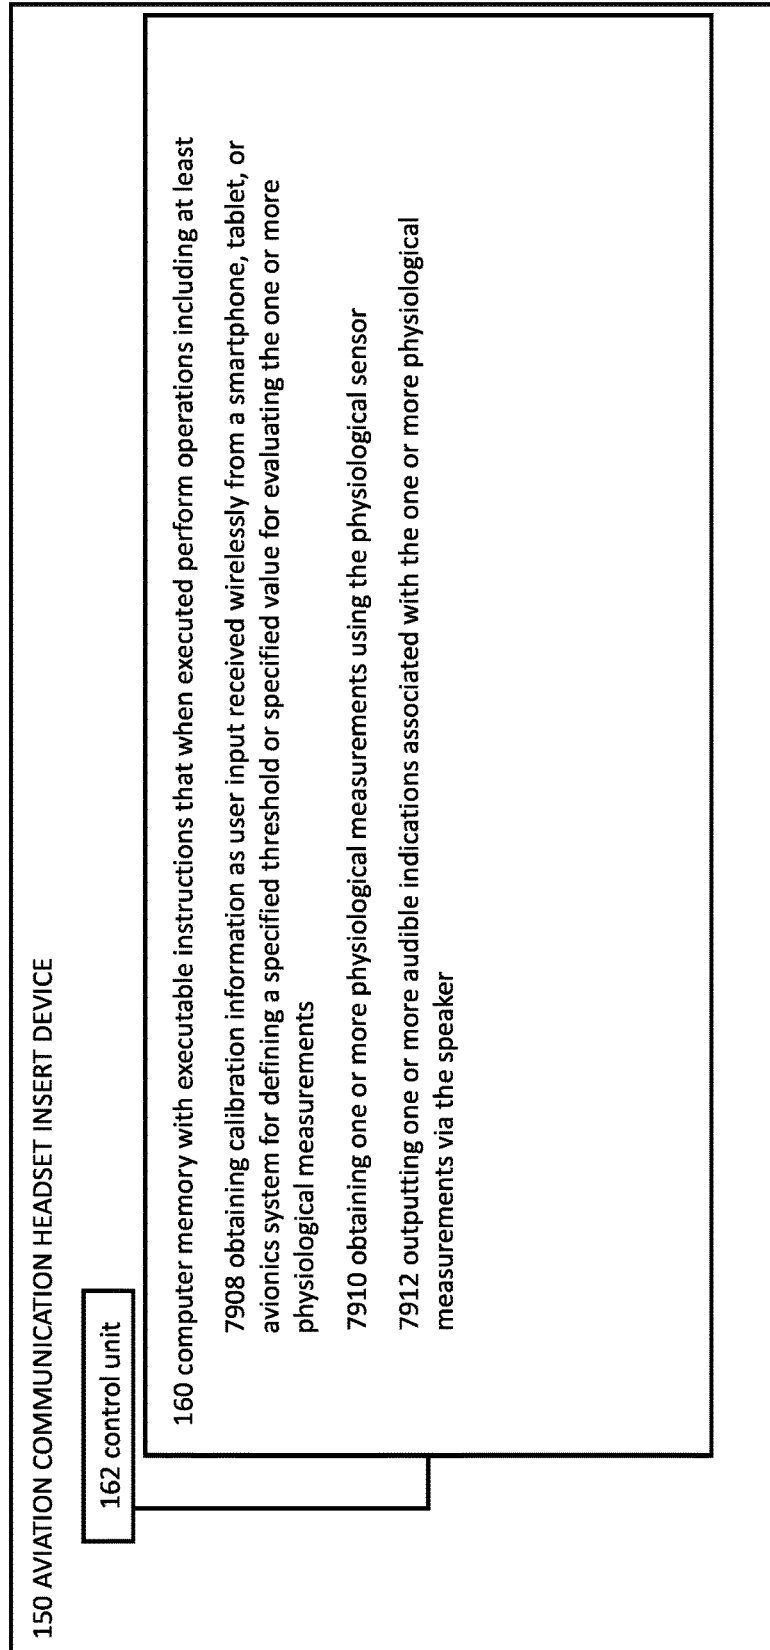 150 AVIATION COMMUNICATION HEADSET INSERT DEVICE
162 control unit
160 computer memory with executable instructions that when executed perform operations including at least
7908 obtaining calibration information as user input received wirelessly from a smartphone, tablet, or
avionics system for defining a specified threshold or specified value for evaluating the one or more
physiological measurements
7910 obtaining one or more physiological measurements using the physiological sensor
7912 outputting one or more audible indications associated with the one or more physiological
measurements via the speaker